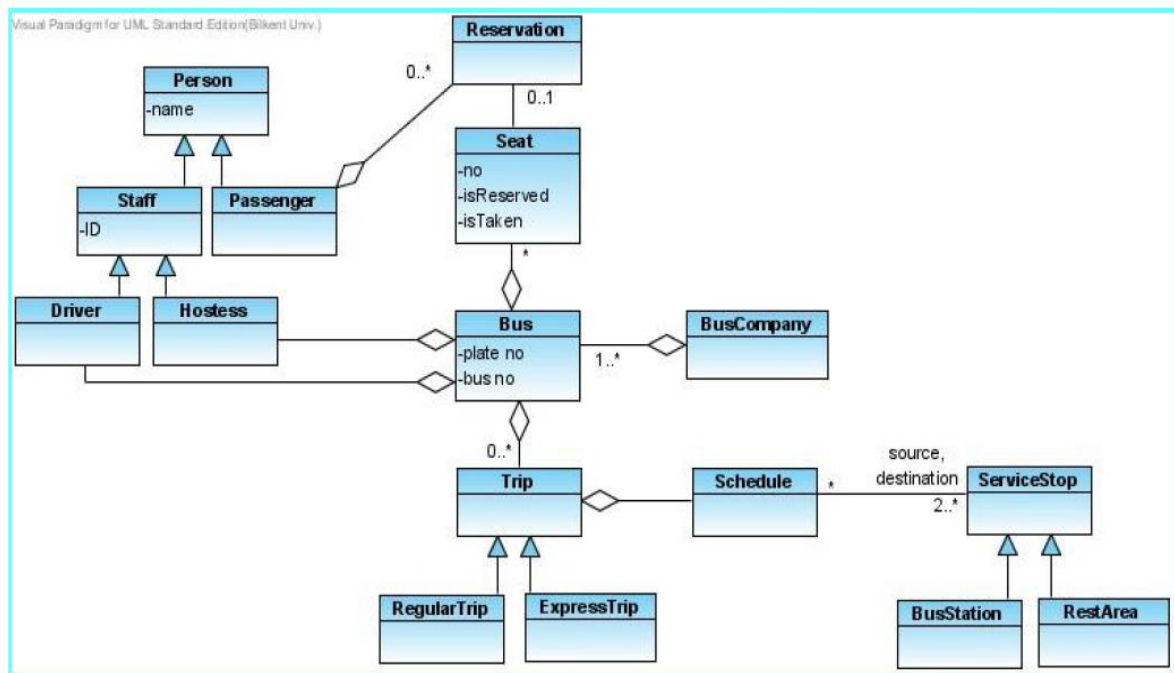 Visual Paradigm for UML Standard Edition(Bilkent Univ.)
Reservation
0..*
Person
-name
0..1
Seat
-no
-isReserved
-isTaken
Staff
-ID
Passenger
*
Driver
Hostess
Bus
-plate no
-bus no
1..*
BusCompany
0..*
Trip
Schedule
*
source,
destination
2..*
ServiceStop
RegularTrip
ExpressTrip
BusStation
RestArea